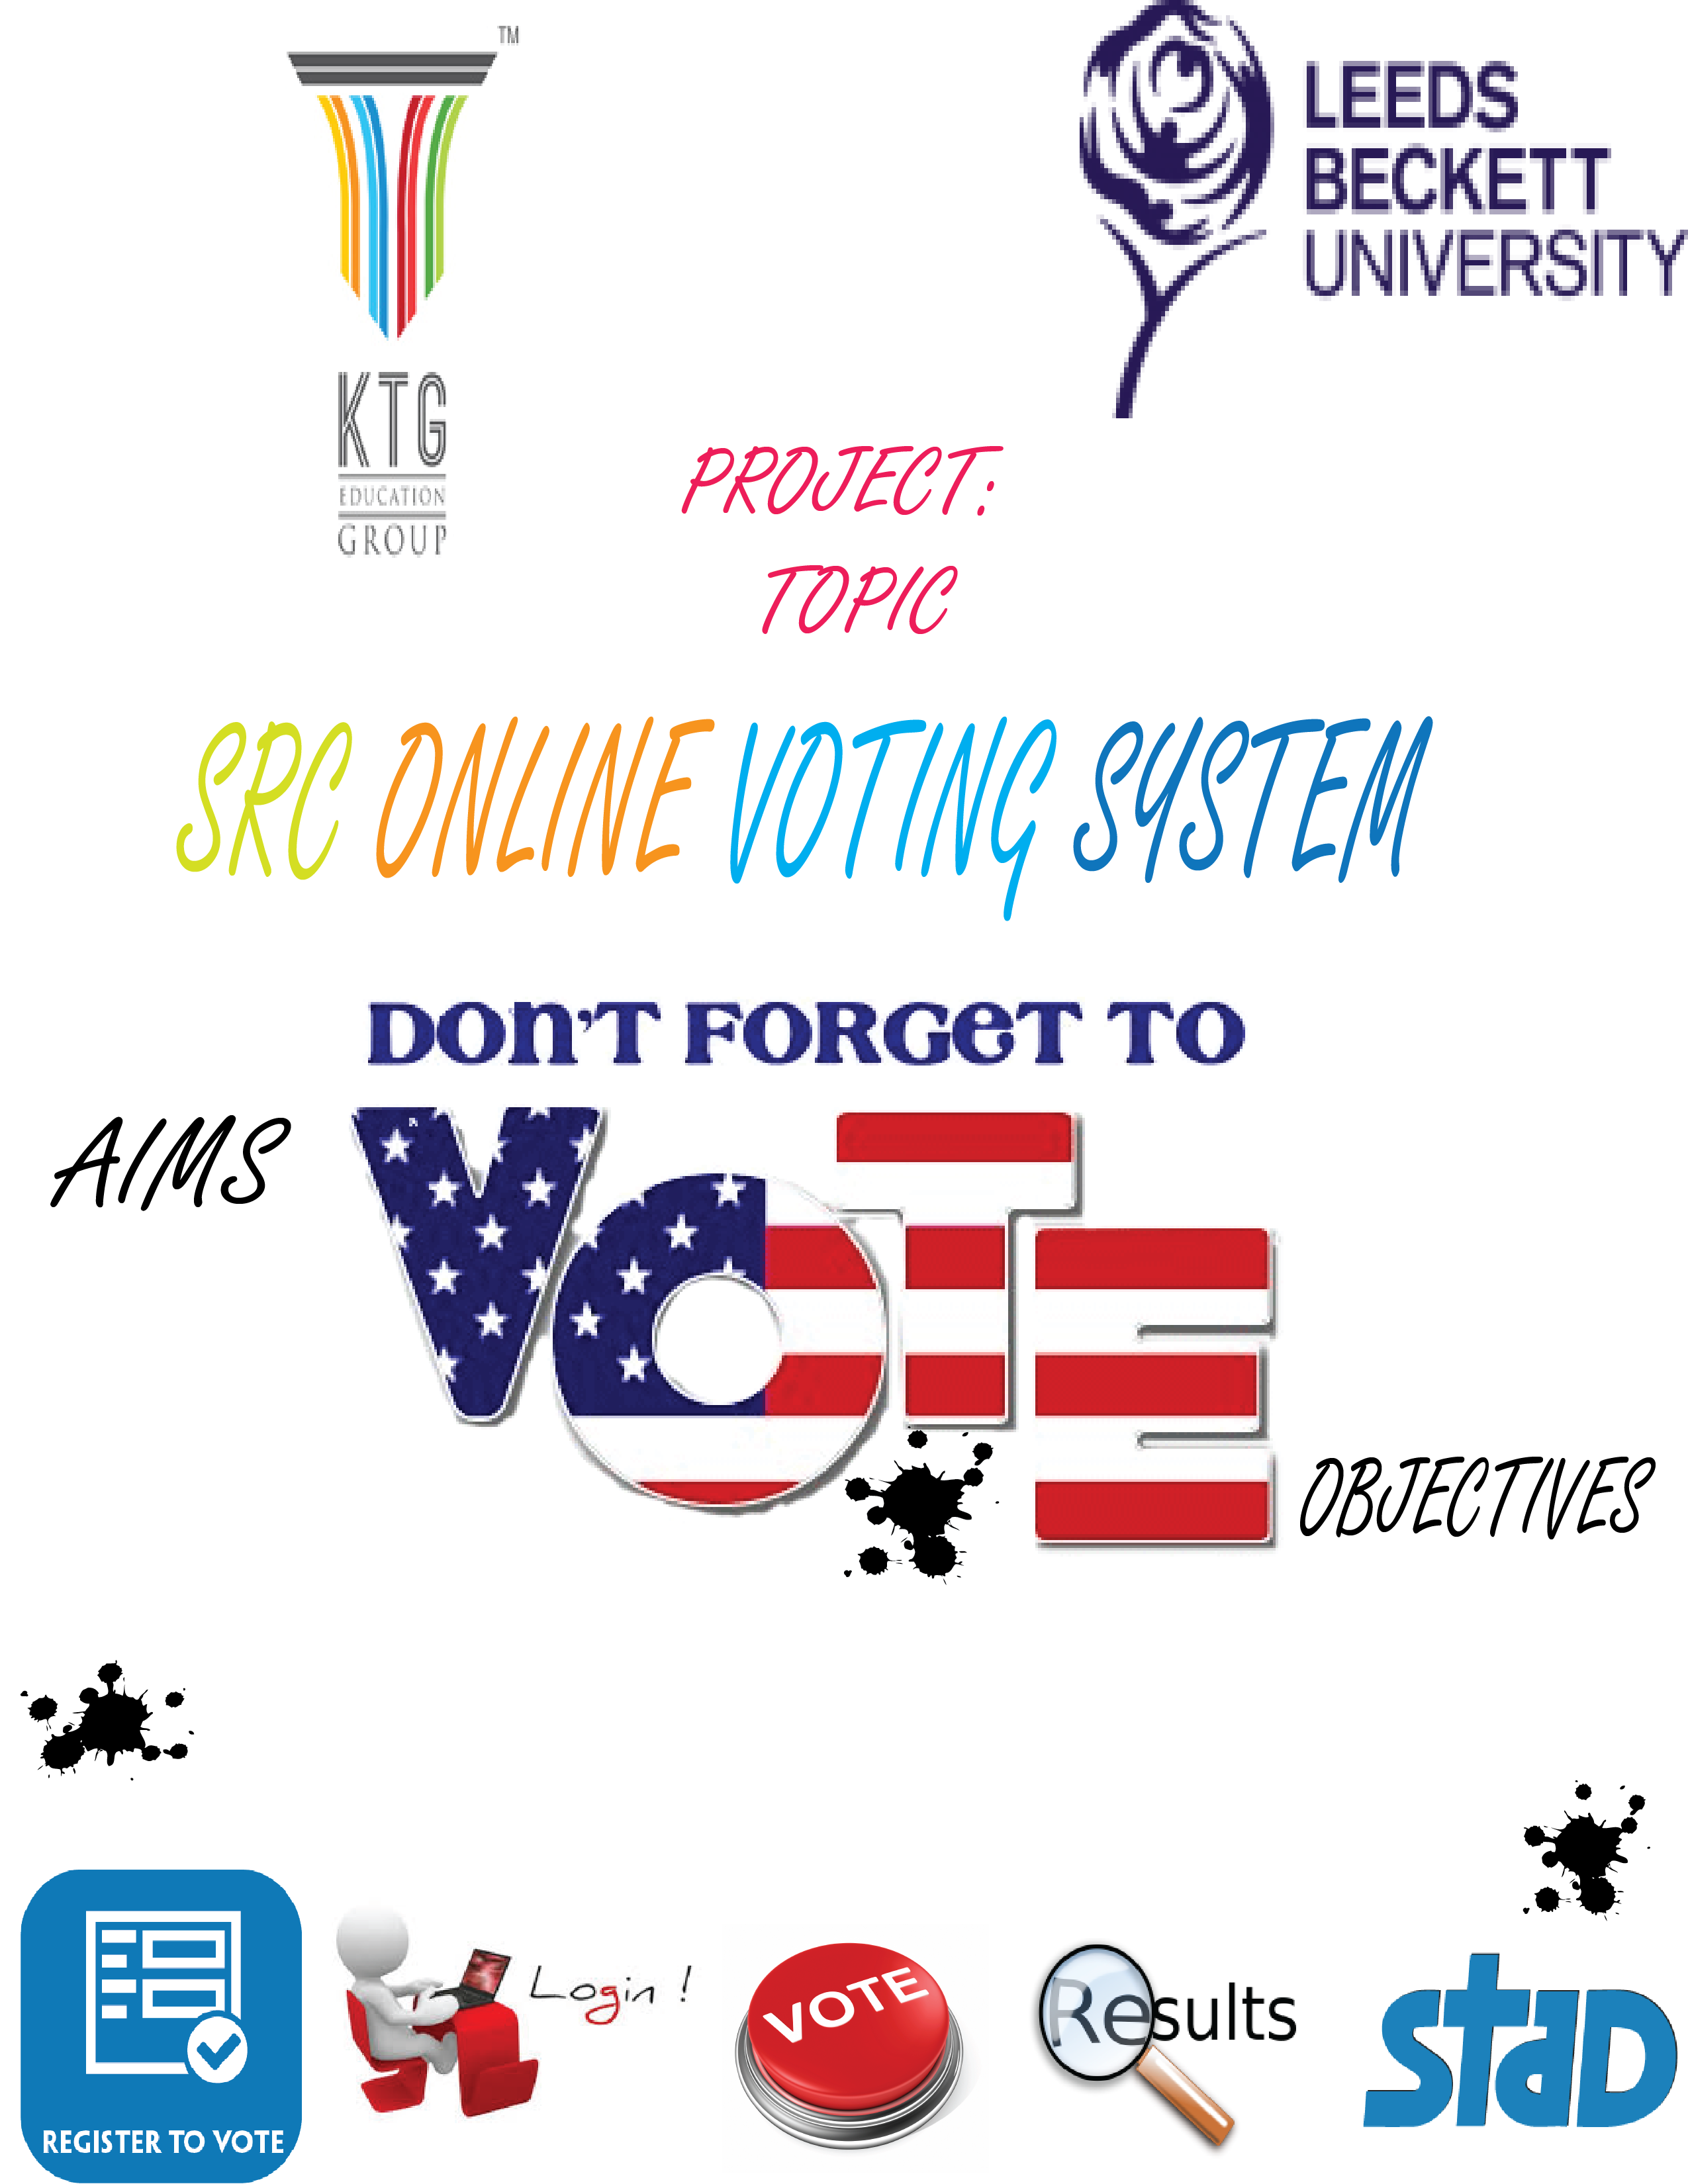 TM
KTG
EDUCATION
GROUP
LEEDS
BECKETT
UNIVERSITY
PROJECT:
TOPIC
SRC ONLINE VOTING SYSTEM
DON'T FORGET TO
VOTE
AIMS
OBJECTIVES
REGISTER TO VOTE
Login !
VOTE
Results
STAD